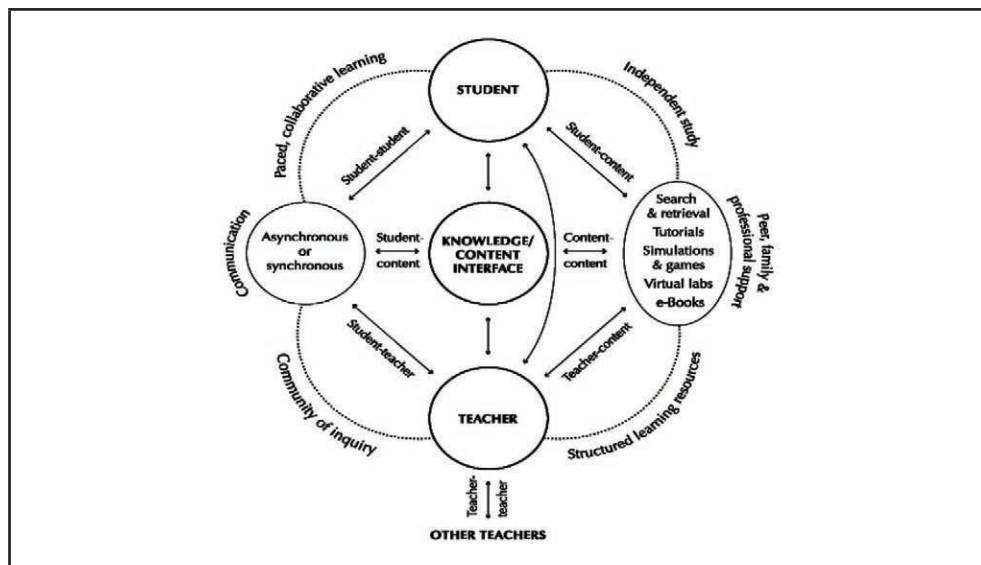 STUDENT
Paced, collaborative learning
Independent study
Student-student
Student-content
Communication
Asynchronous
or
synchronous
Student-
content
KNOWLEDGE/
CONTENT
INTERFACE
Content-
content
Search
& retrieval
Tutorials
Simulations
& games
Virtual labs
e-Books
Peer, family &
professional support
Student-teacher
Teacher-content
Community of inquiry
Structured learning resources
TEACHER
Teacher-
teacher
OTHER TEACHERS